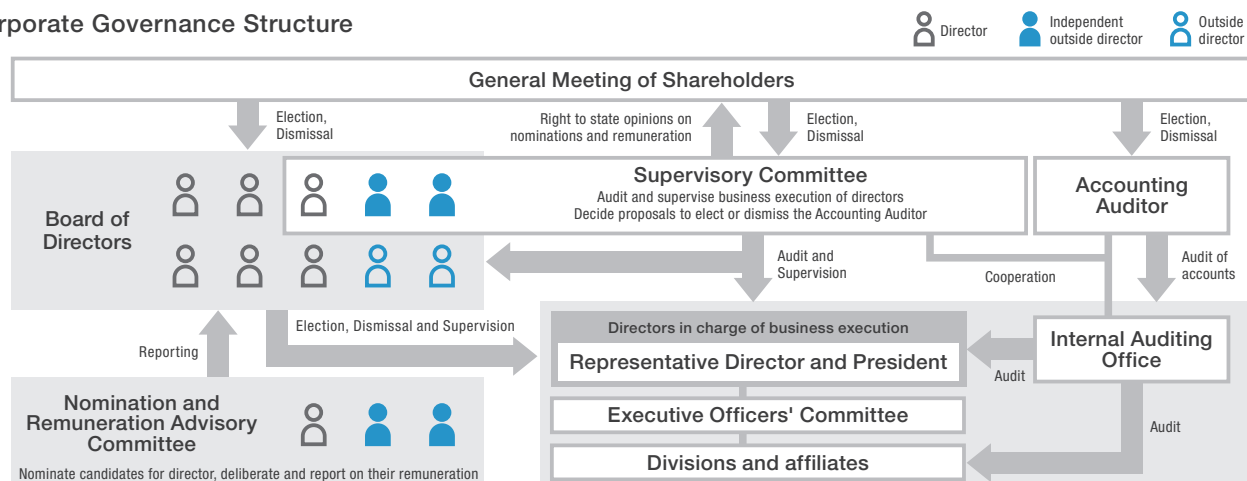 rporate Governance Structure
Director
Independent
outside director
Outside
director
General Meeting of Shareholders
Election,
Dismissal
Right to state opinions on
nominations and remuneration
Election,
Dismissal
Election,
Dismissal
Board of
Directors
Supervisory Committee
Audit and supervise business execution of directors
Decide proposals to elect or dismiss the Accounting Auditor
Accounting
Auditor
Audit and
Supervision
Cooperation
Audit of
accounts
Election, Dismissal and Supervision
Reporting
Directors in charge of business execution
Representative Director and President
Internal Auditing
Office
Audit
Executive Officers' Committee
Audit
Divisions and affiliates
Nomination and
Remuneration Advisory
Committee
Nominate candidates for director, deliberate and report on their remuneration